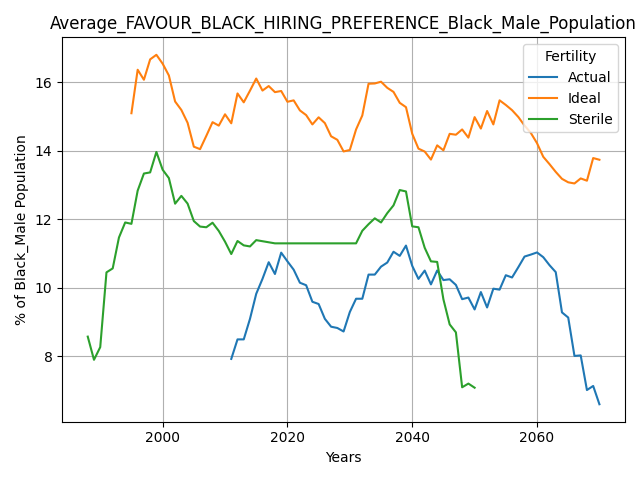 Average_FAVOUR_BLACK_HIRING_PREFERENCE_Black_Male_Population
Fertility
Actual
Ideal
Sterile
% of Black_Male Population
16
14
12
10
8
2000 2020 2040 2060
Years